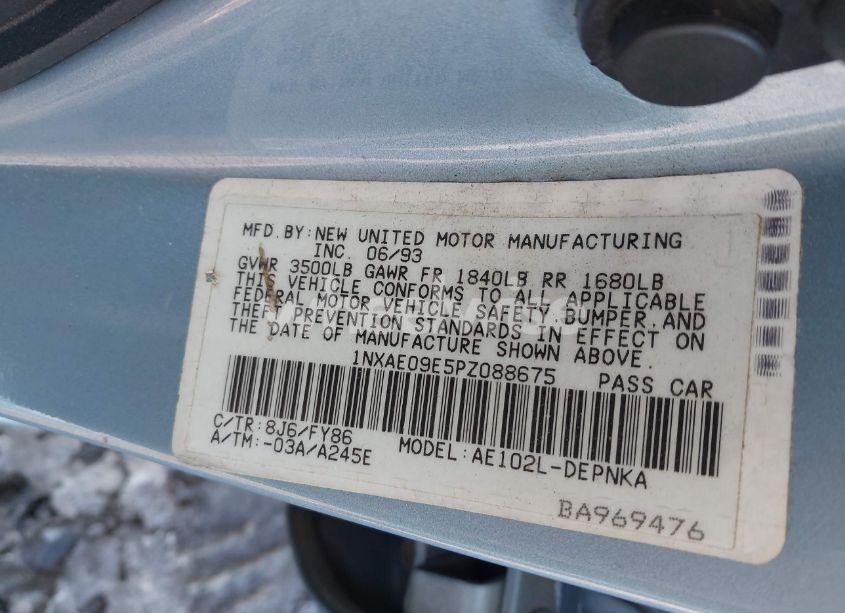 MFD. BY: NEW UNITED MOTOR MANUFACTURING
INC. 06/93
GVWR 3500LB GAWR FR 1840LB RR 1680LB
THIS VEHICLE CONFORMS TO ALL APPLICABLE
FEDERAL MOTOR VEHICLE SAFETY, BUMPER, AND
THEFT PREVENTION STANDARDS IN EFFECT ON
THE DATE OF MANUFACTURE SHOWN ABOVE.
1NXAE09E5PZ088675 PASS CAR
C/TR: 8J6/FY86
A/TM: -03A/A245E MODEL: AE102L-DEPNKA
BA969476